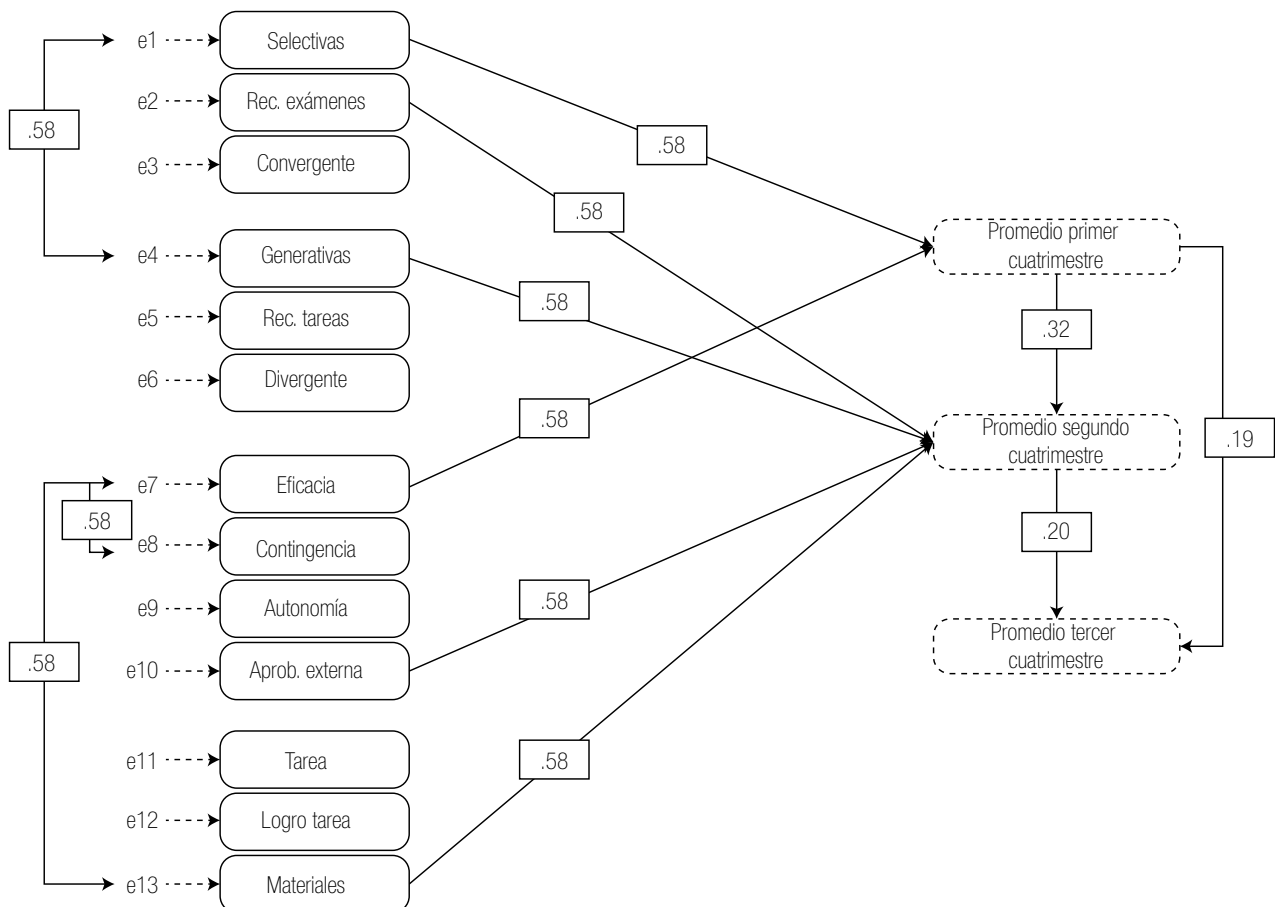 e1
Selectivas
e2
Rec. exámenes
.58
e3
Convergente
.58
.58
e4
Generativas
Promedio primer
cuatrimestre
e5
Rec. tareas
.58
.32
e6
Divergente
.58
Promedio segundo
cuatrimestre
.19
e7
Eficacia
.58
e8
Contingencia
.20
e9
Autonomía
.58
.58
e10
Aprob. externa
Promedio tercer
cuatrimestre
e11
Tarea
.58
e12
Logro tarea
e13
Materiales